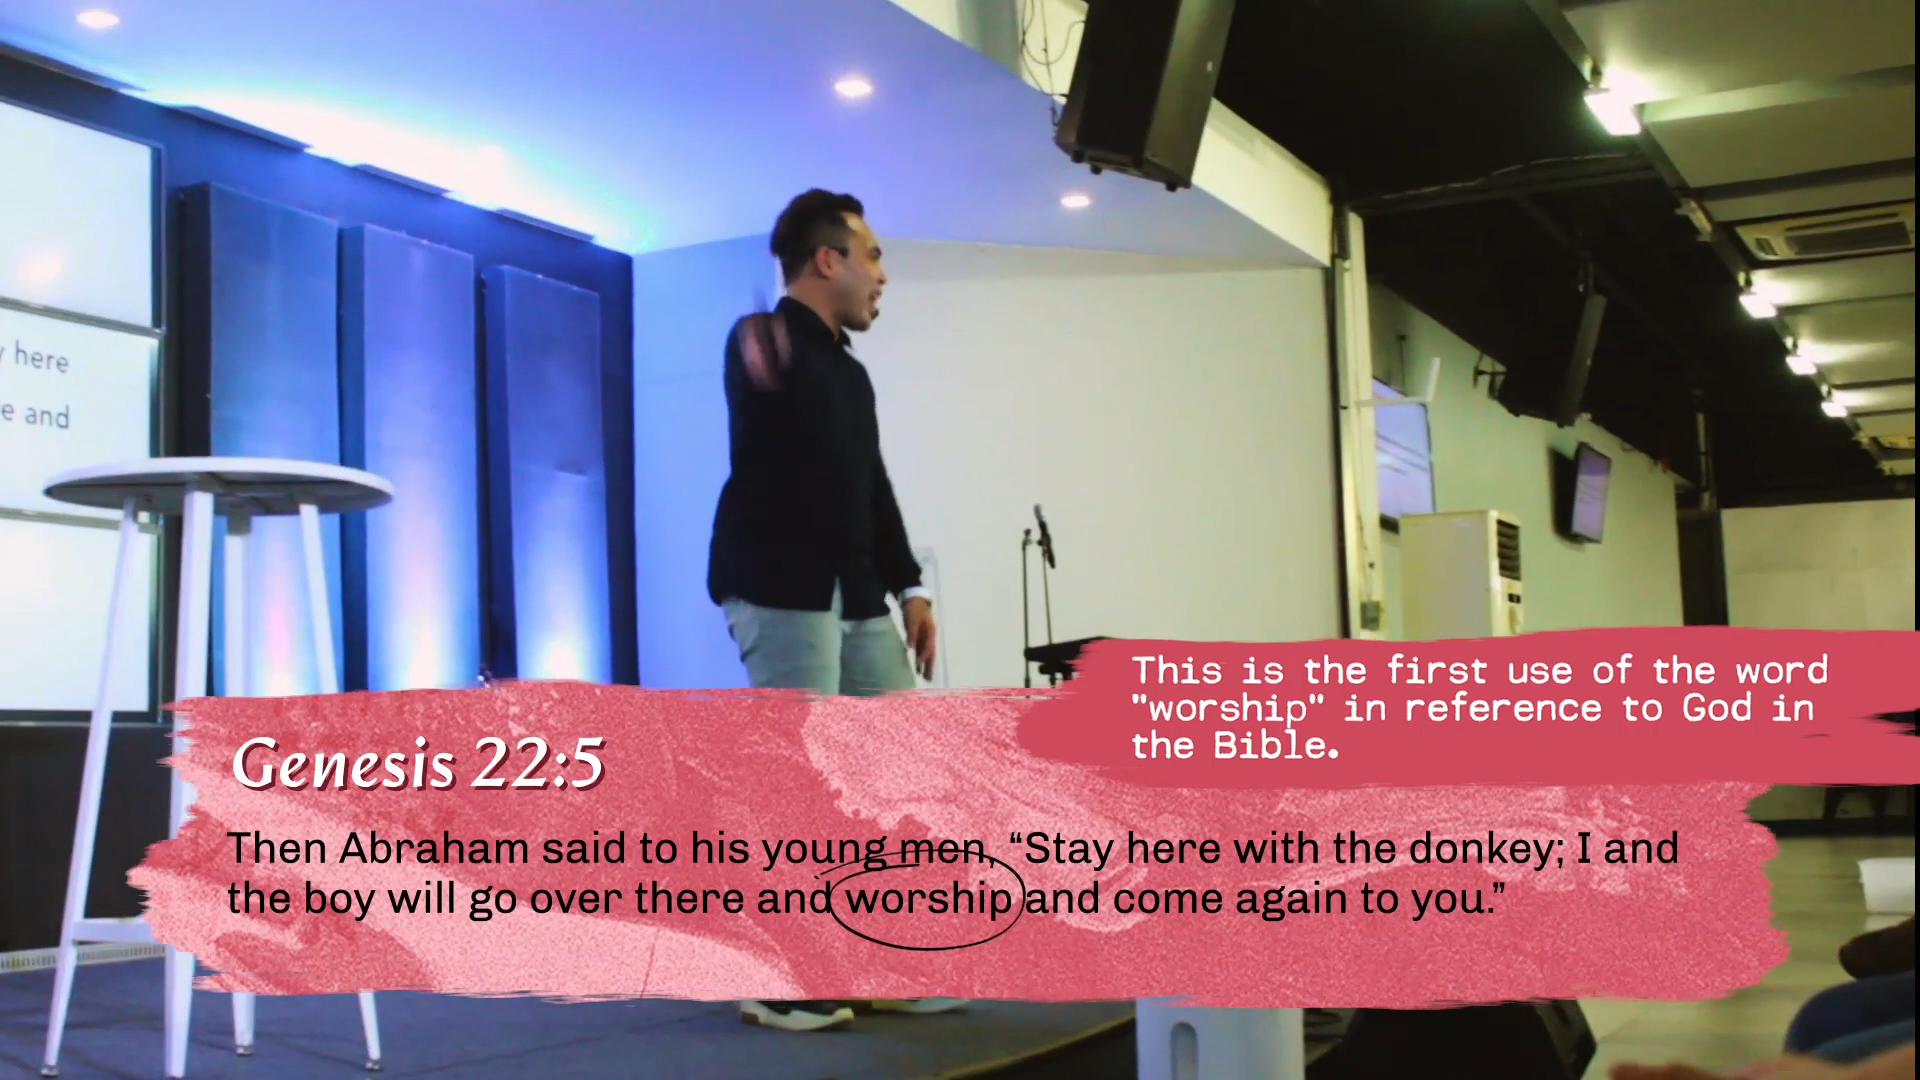 y here
e and
This is the first use of the word
"worship" in reference to God in
the Bible.
Genesis 22:5
Then Abraham said to his young men, “Stay here with the donkey; I and
the boy will go over there and worship and come again to you.”